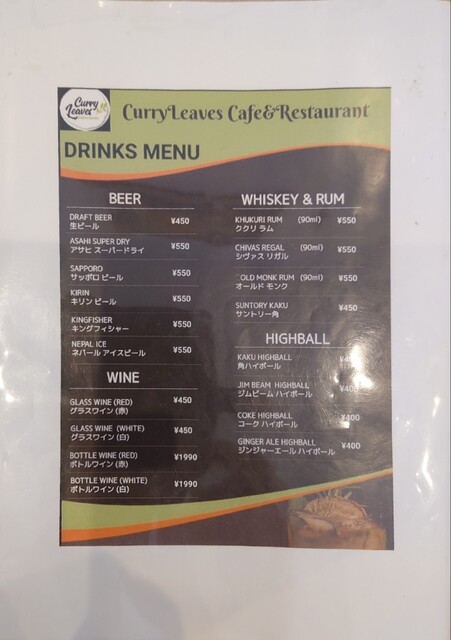 Curry Leaves
CurryLeaves Cafe&Restaurant
DRINKS MENU
BEER
DRAFT BEER ¥450
生ビール
ASAHI SUPER DRY ¥550
アサヒ スーパードライ
SAPPORO ¥550
サッポロ ビール
KIRIN ¥550
キリン ビール
KINGFISHER ¥550
キングフィシャー
NEPAL ICE ¥550
ネパール アイスビール
WINE
GLASS WINE (RED) ¥450
グラスワイン (赤)
GLASS WINE (WHITE) ¥450
グラスワイン (白)
BOTTLE WINE (RED) ¥1990
ボトルワイン (赤)
BOTTLE WINE (WHITE) ¥1990
ボトルワイン (白)
WHISKEY & RUM
KHUKURI RUM (90ml) ¥550
ククリ ラム
CHIVAS REGAL (90ml) ¥550
シヴァス リガル
OLD MONK RUM (90ml) ¥550
オールド モンク
SUNTORY KAKU ¥450
サントリー角
HIGHBALL
KAKU HIGHBALL
角ハイボール
JIM BEAM HIGHBALL ¥400
ジムビーム ハイボール
COKE HIGHBALL ¥400
コーク ハイボール
GINGER ALE HIGHBALL ¥400
ジンジャーエール ハイボール